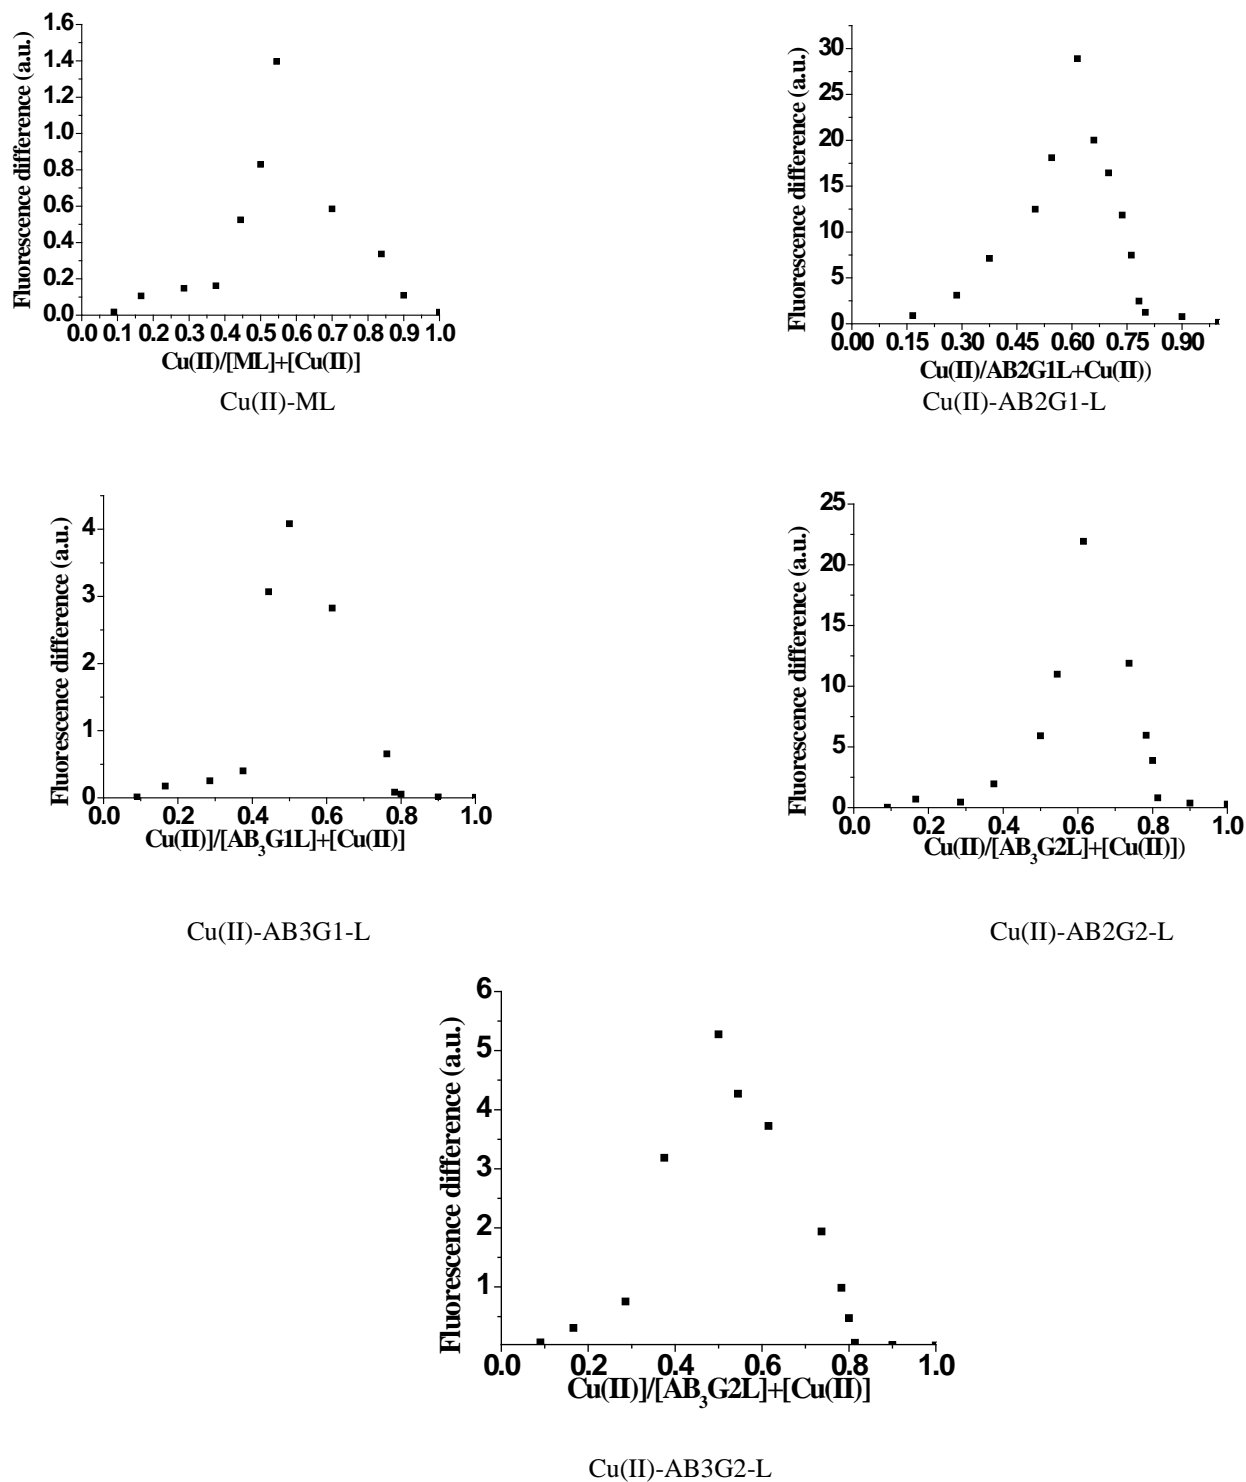 1.6
1.4
1.2
1.0
0.8
0.6
0.4
0.2
0.0
Fluorescence difference (a.u.)
0.0 0.1 0.2 0.3 0.4 0.5 0.6 0.7 0.8 0.9 1.0
Cu(II)/[ML]+[Cu(II)]
Cu(II)-ML
30
25
20
15
10
5
0
Fluorescence difference (a.u.)
0.00 0.15 0.30 0.45 0.60 0.75 0.90
Cu(II)/AB2G1L+Cu(II))
Cu(II)-AB2G1-L
4
3
2
1
0
Fluorescence difference (a.u.)
0.0 0.2 0.4 0.6 0.8 1.0
Cu(II)]/[AB₃G1L]+[Cu(II)]
Cu(II)-AB3G1-L
25
20
15
10
5
0
Fluorescence difference (a.u.)
0.0 0.2 0.4 0.6 0.8 1.0
Cu(II)/[AB₃G2L]+[Cu(II)])
Cu(II)-AB2G2-L
6
5
4
3
2
1
Fluorescence difference (a.u.)
0.0 0.2 0.4 0.6 0.8 1.0
Cu(II)]/[AB₃G2L]+[Cu(II)]
Cu(II)-AB3G2-L